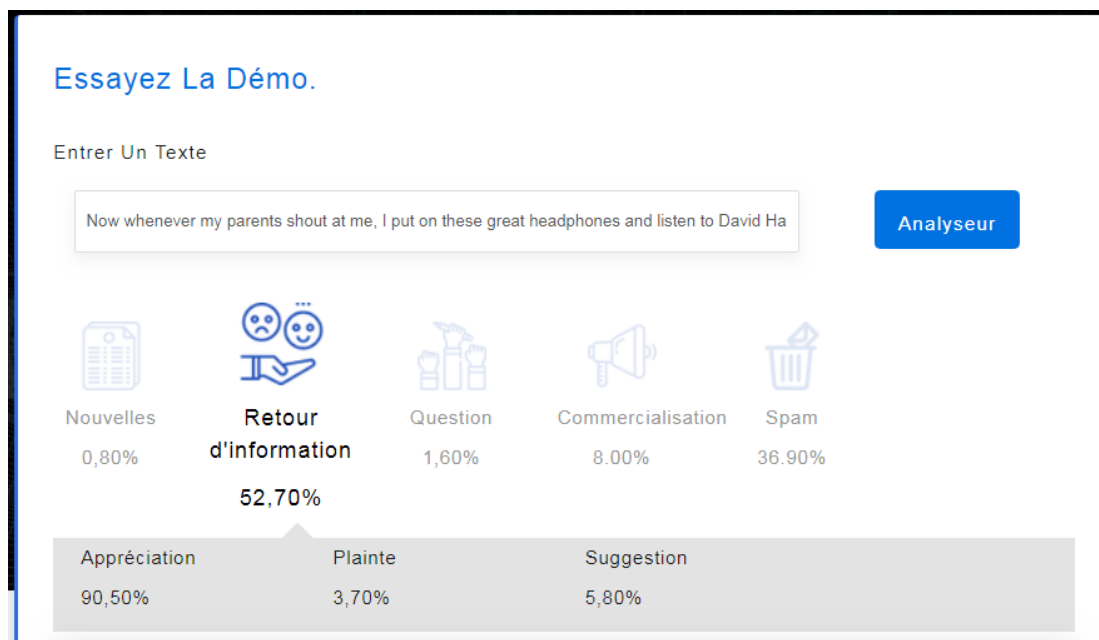 Essayez La Démo.
Entrer Un Texte
Now whenever my parents shout at me, I put on these great headphones and listen to David Ha
Analyseur
Nouvelles
0,80%
Retour
d'information
52,70%
Question
1,60%
Commercialisation
8.00%
Spam
36.90%
Appréciation Plainte Suggestion
90,50% 3,70% 5,80%